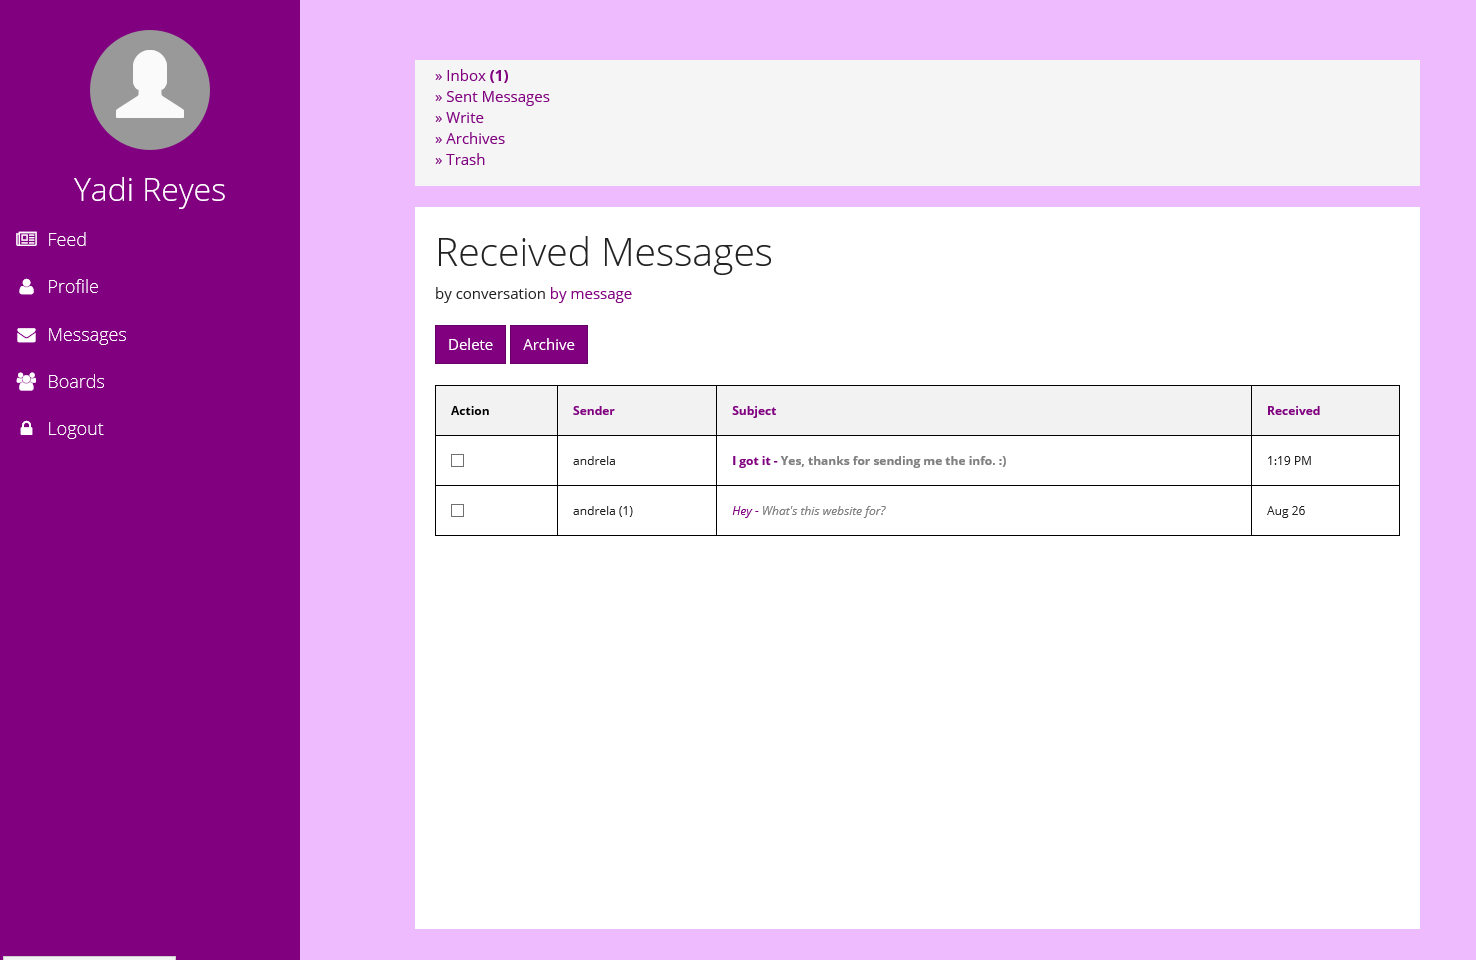 Yadi Reyes
Feed
Profile
Messages
Boards
Logout
» Inbox (1)
» Sent Messages
» Write
» Archives
» Trash
Received Messages
by conversation by message
Delete Archive
Action Sender Subject Received
andrela I got it - Yes, thanks for sending me the info. :) 1:19 PM
andrela (1) Hey - What's this website for? Aug 26